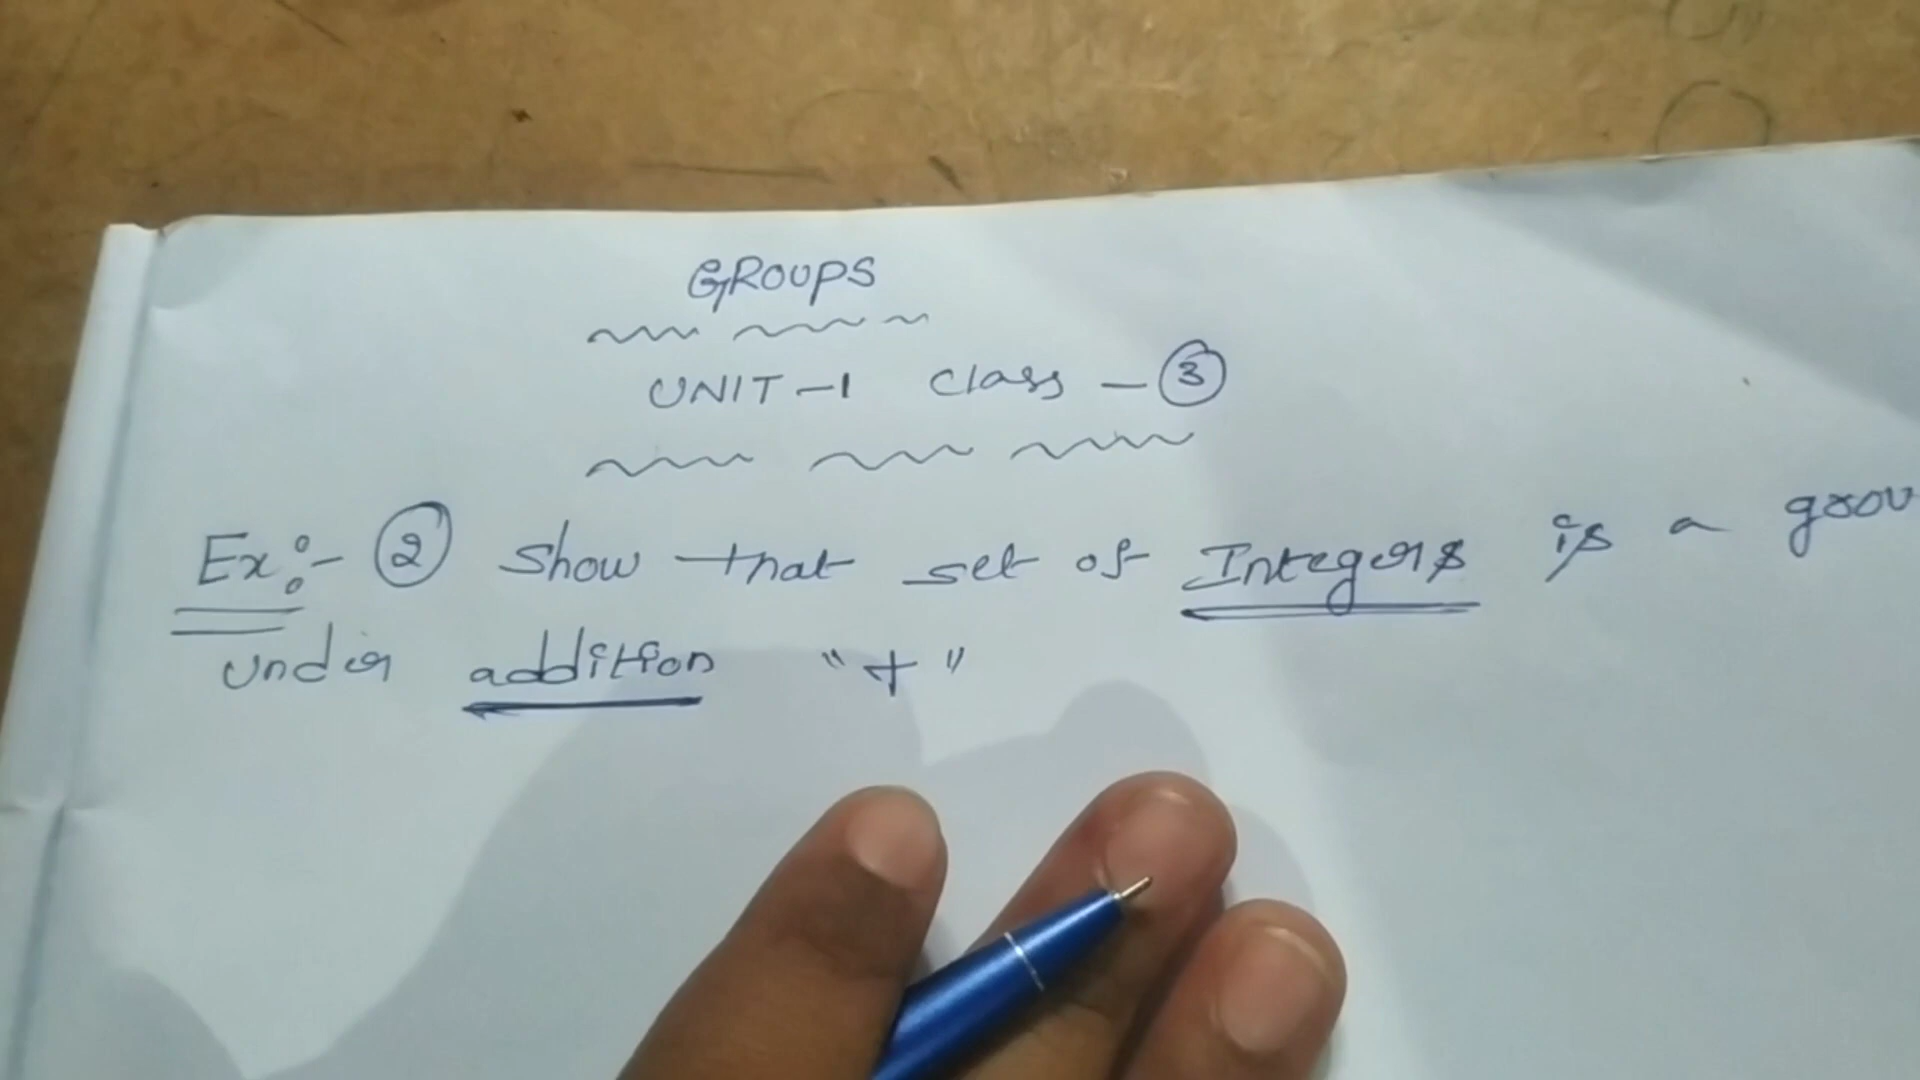 GROUPS
UNIT-1 Class - 3
Ex:- 2 Show that set of Integers is a grou
under addition "+"